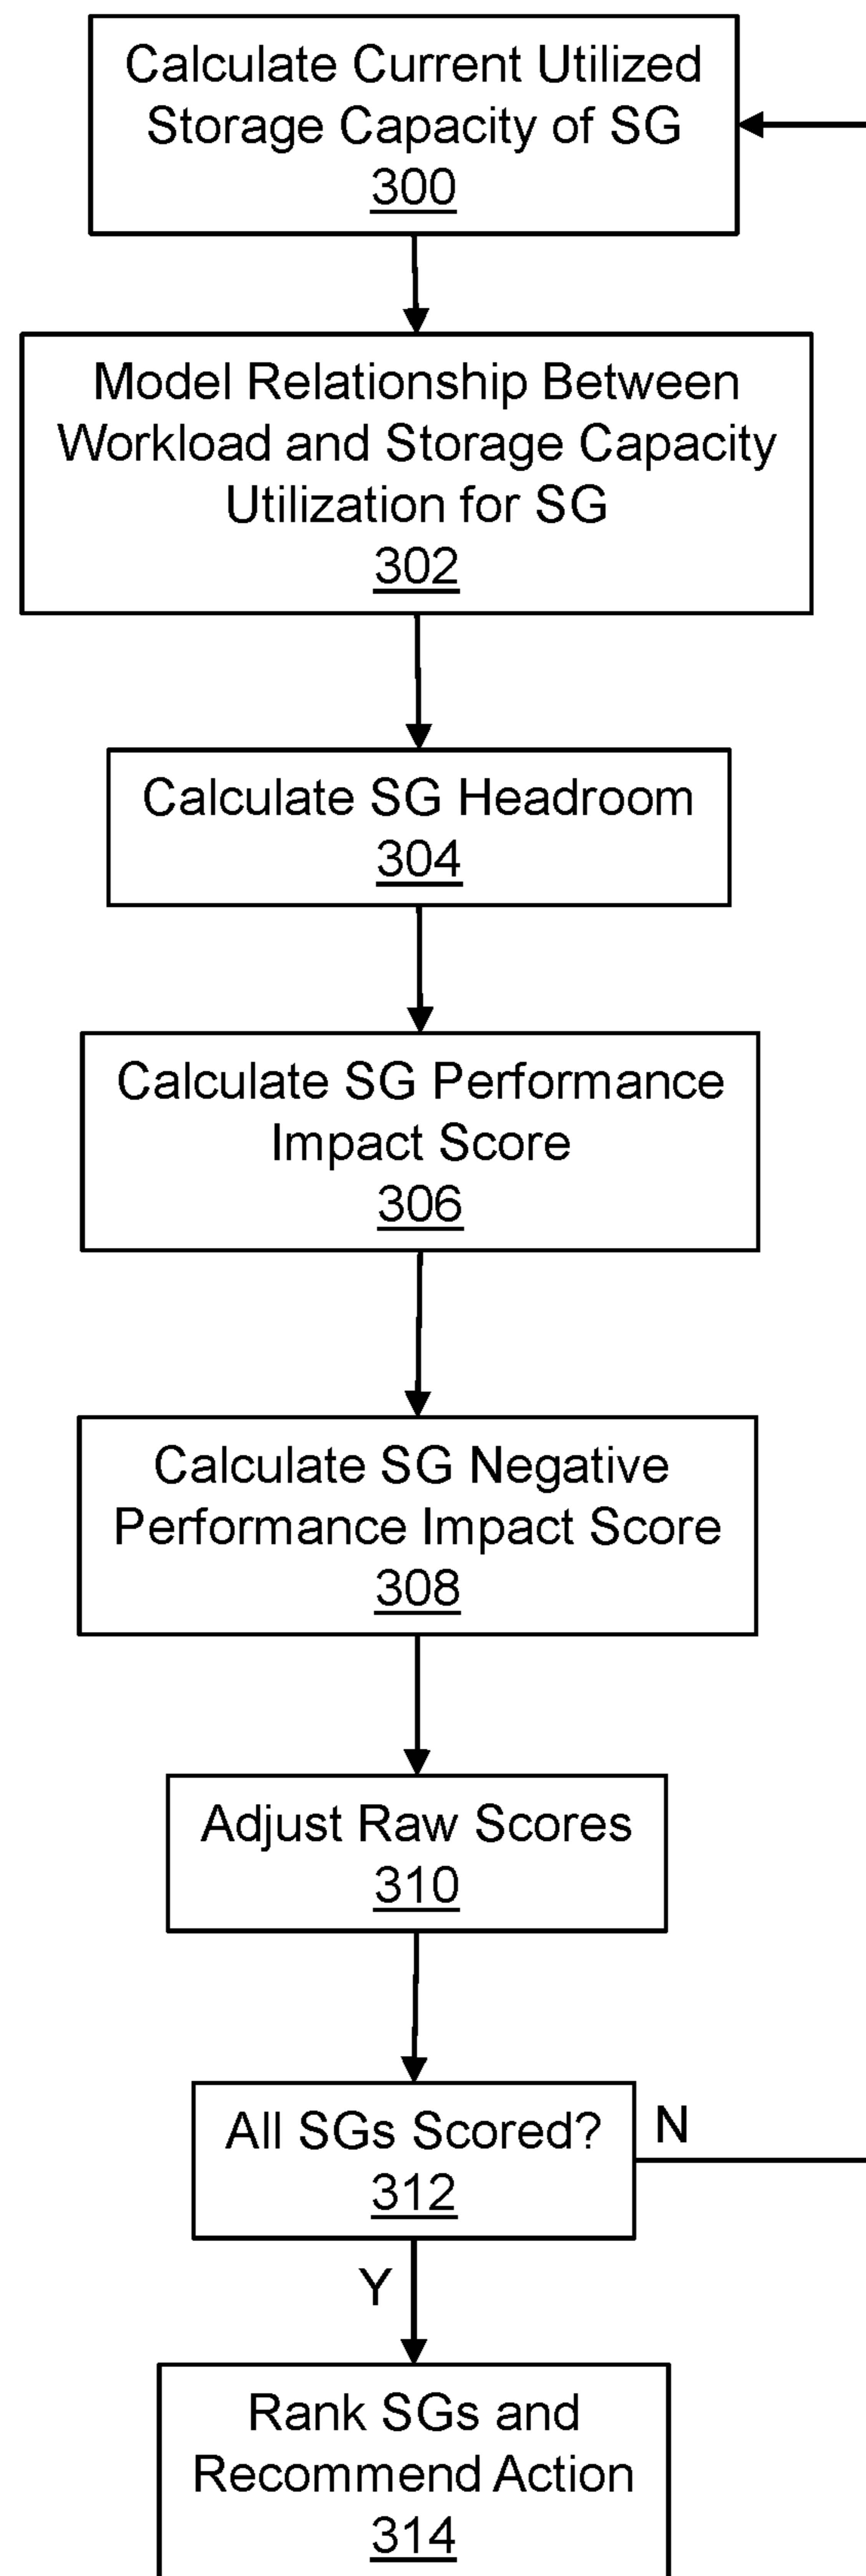 Calculate Current Utilized
Storage Capacity of SG
300
Model Relationship Between
Workload and Storage Capacity
Utilization for SG
302
Calculate SG Headroom
304
Calculate SG Performance
Impact Score
306
Calculate SG Negative
Performance Impact Score
308
Adjust Raw Scores
310
All SGs Scored?
312
N
Y
Rank SGs and
Recommend Action
314